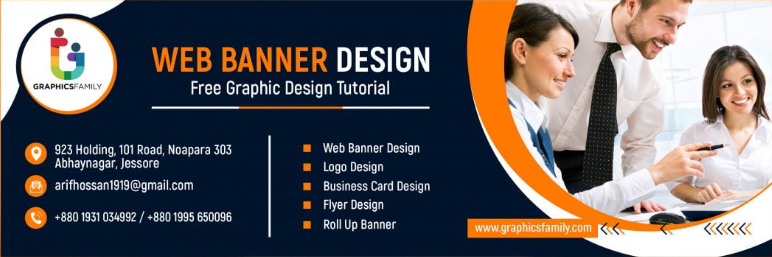 GRAPHICSFAMILY
WEB BANNER DESIGN
Free Graphic Design Tutorial
923 Holding, 101 Road, Noapara 303
Abhaynagar, Jessore
arifhossan1919@gmail.com
+880 1931 034992 / +880 1995 650096
Web Banner Design
Logo Design
Business Card Design
Flyer Design
Roll Up Banner
www.graphicsfamily.com